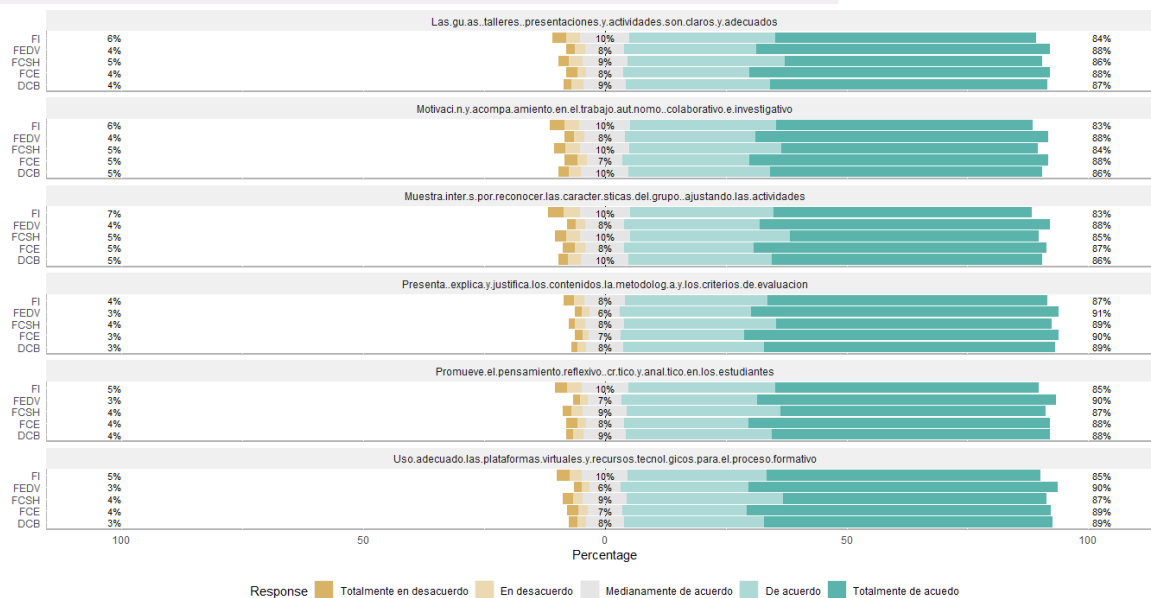 Las.gu.as..talleres..presentaciones.y.actividades.son.claros.y.adecuados
FI 6% 10% 84%
FEDV 4% 8% 88%
FCSH 5% 9% 86%
FCE 4% 8% 88%
DCB 4% 9% 87%
Motivaci.n.y.acompa.amiento.en.el.trabajo.aut.nomo..colaborativo.e.investigativo
FI 6% 10% 83%
FEDV 4% 8% 88%
FCSH 5% 10% 84%
FCE 5% 7% 88%
DCB 5% 10% 86%
Muestra.inter.s.por.reconocer.las.caracter.sticas.del.grupo..ajustando.las.actividades
FI 7% 10% 83%
FEDV 4% 8% 88%
FCSH 5% 10% 85%
FCE 5% 8% 87%
DCB 5% 10% 86%
Presenta..explica.y.justifica.los.contenidos.la.metodolog.a.y.los.criterios.de.evaluacion
FI 4% 8% 87%
FEDV 3% 6% 91%
FCSH 4% 8% 89%
FCE 3% 7% 90%
DCB 3% 8% 89%
Promueve.el.pensamiento.reflexivo..cr.tico.y.anal.tico.en.los.estudiantes
FI 5% 10% 85%
FEDV 3% 7% 90%
FCSH 4% 9% 87%
FCE 4% 8% 88%
DCB 4% 9% 88%
Uso.adecuado.las.plataformas.virtuales.y.recursos.tecnol.gicos.para.el.proceso.formativo
FI 5% 10% 85%
FEDV 3% 6% 90%
FCSH 4% 9% 87%
FCE 4% 7% 89%
DCB 3% 8% 89%
100 50 0 50 100
Percentage
Response Totalmente en desacuerdo En desacuerdo Medianamente de acuerdo De acuerdo Totalmente de acuedo